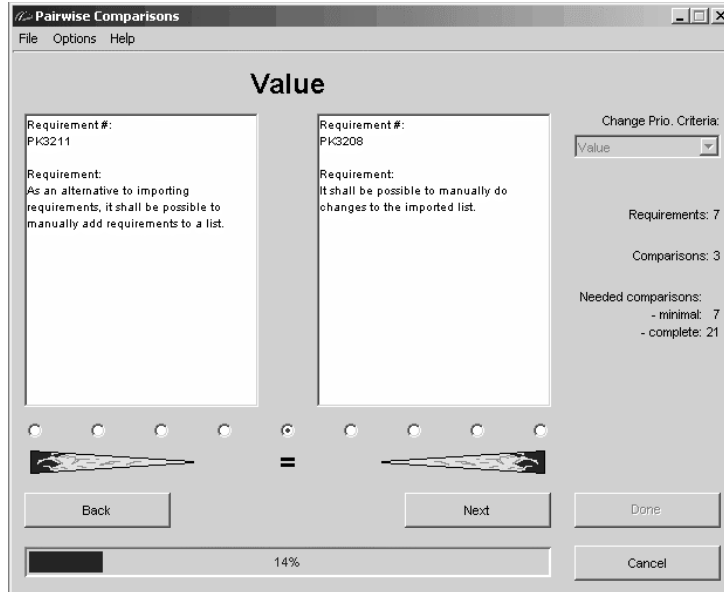 Pairwise Comparisons
File Options Help
Value
Requirement #:
PK3211
Requirement:
As an alternative to importing
requirements, it shall be possible to
manually add requirements to a list.
Requirement #:
PK3208
Requirement:
It shall be possible to manually do
changes to the imported list.
Change Prio. Criteria:
Value
Requirements: 7
Comparisons: 3
Needed comparisons:
- minimal: 7
- complete: 21
=
Back
Next
Done
14%
Cancel